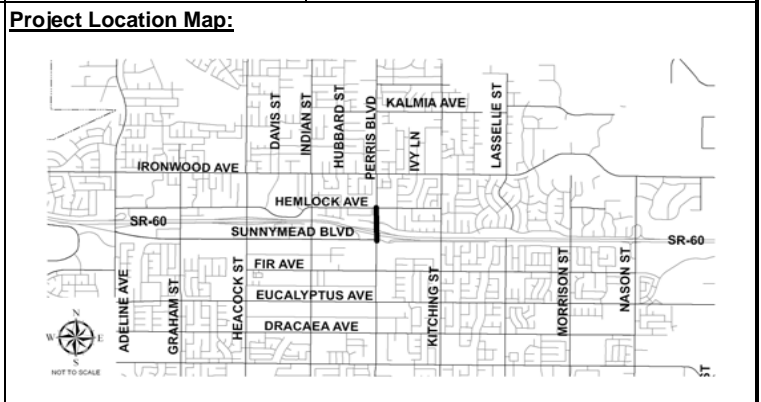 Project Location Map:
DAVIS ST
INDIAN ST
HUBBARD ST
PERRIS BLVD
KALMIA AVE
IVY LN
LASSELLE ST
IRONWOOD AVE
HEMLOCK AVE
SR-60
SUNNYMEAD BLVD
SR-60
FIR AVE
EUCALYPTUS AVE
DRACAEA AVE
ADELINE AVE
GRAHAM ST
HEACOCK ST
KITCHING ST
MORRISON ST
NASON ST
ST
N
W
E
S
NOT TO SCALE